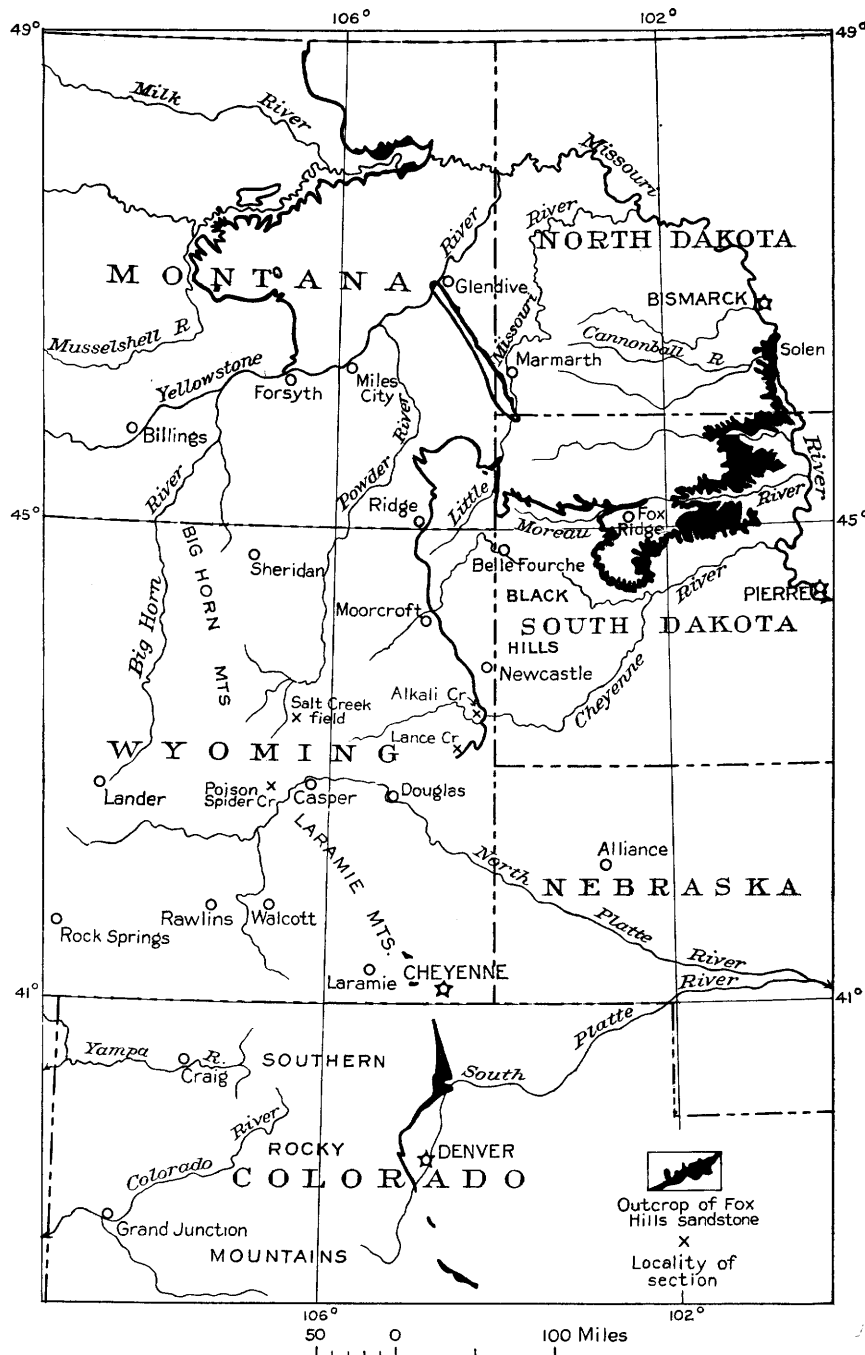 106°
102°
49°
49°
Milk
River
Missouri
River
River
NORTH DAKOTA
MONTANA
Glendive
BISMARCK
Missouri
Musselshell R
Cannonball R
Solen
Yellowstone
Marmarth
Forsyth
Miles
City
Billings
River
Powder River
River
Little
Ridge
45°
Moreau
River
45°
Fox
Ridge
BIG HORN
MTS
Sheridan
Belle Fourche
River
PIERRE
BLACK
HILLS
Moorcroft
SOUTH DAKOTA
Big Horn
Newcastle
Cheyenne
Alkali Cr
Salt Creek
field
Lance Cr
WYOMING
Lander
Poison
Spider Cr.
Casper
Douglas
LARAMIE MTS.
North
Alliance
NEBRASKA
Rawlins
Walcott
Platte
Rock Springs
River
Laramie
CHEYENNE
River
41°
41°
Platte
Yampa R.
SOUTHERN
Craig
South
River
ROCKY
DENVER
Colorado
COLORADO
Outcrop of Fox
Hills sandstone
Grand Junction
Locality of
section
MOUNTAINS
106°
102°
50 0 100 Miles